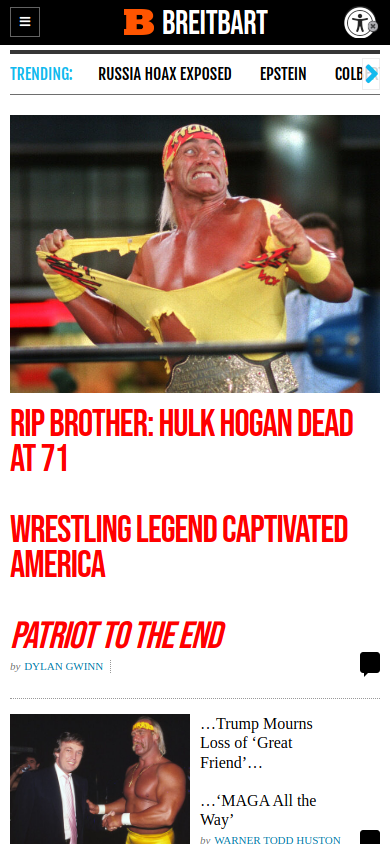 B BREITBART
TRENDING: RUSSIA HOAX EXPOSED EPSTEIN COLB
RIP BROTHER: HULK HOGAN DEAD
AT 71
WRESTLING LEGEND CAPTIVATED
AMERICA
PATRIOT TO THE END
by DYLAN GWINN
…Trump Mourns
Loss of ‘Great
Friend’…
…‘MAGA All the
Way’
by WARNER TODD HUSTON